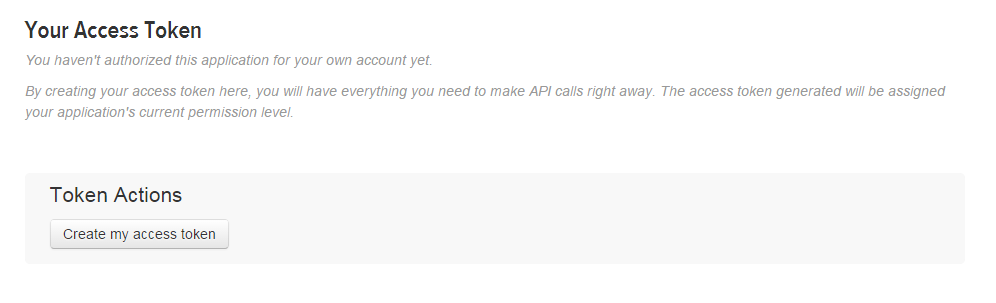 Your Access Token
You haven't authorized this application for your own account yet.
By creating your access token here, you will have everything you need to make API calls right away. The access token generated will be assigned
your application's current permission level.
Token Actions
Create my access token